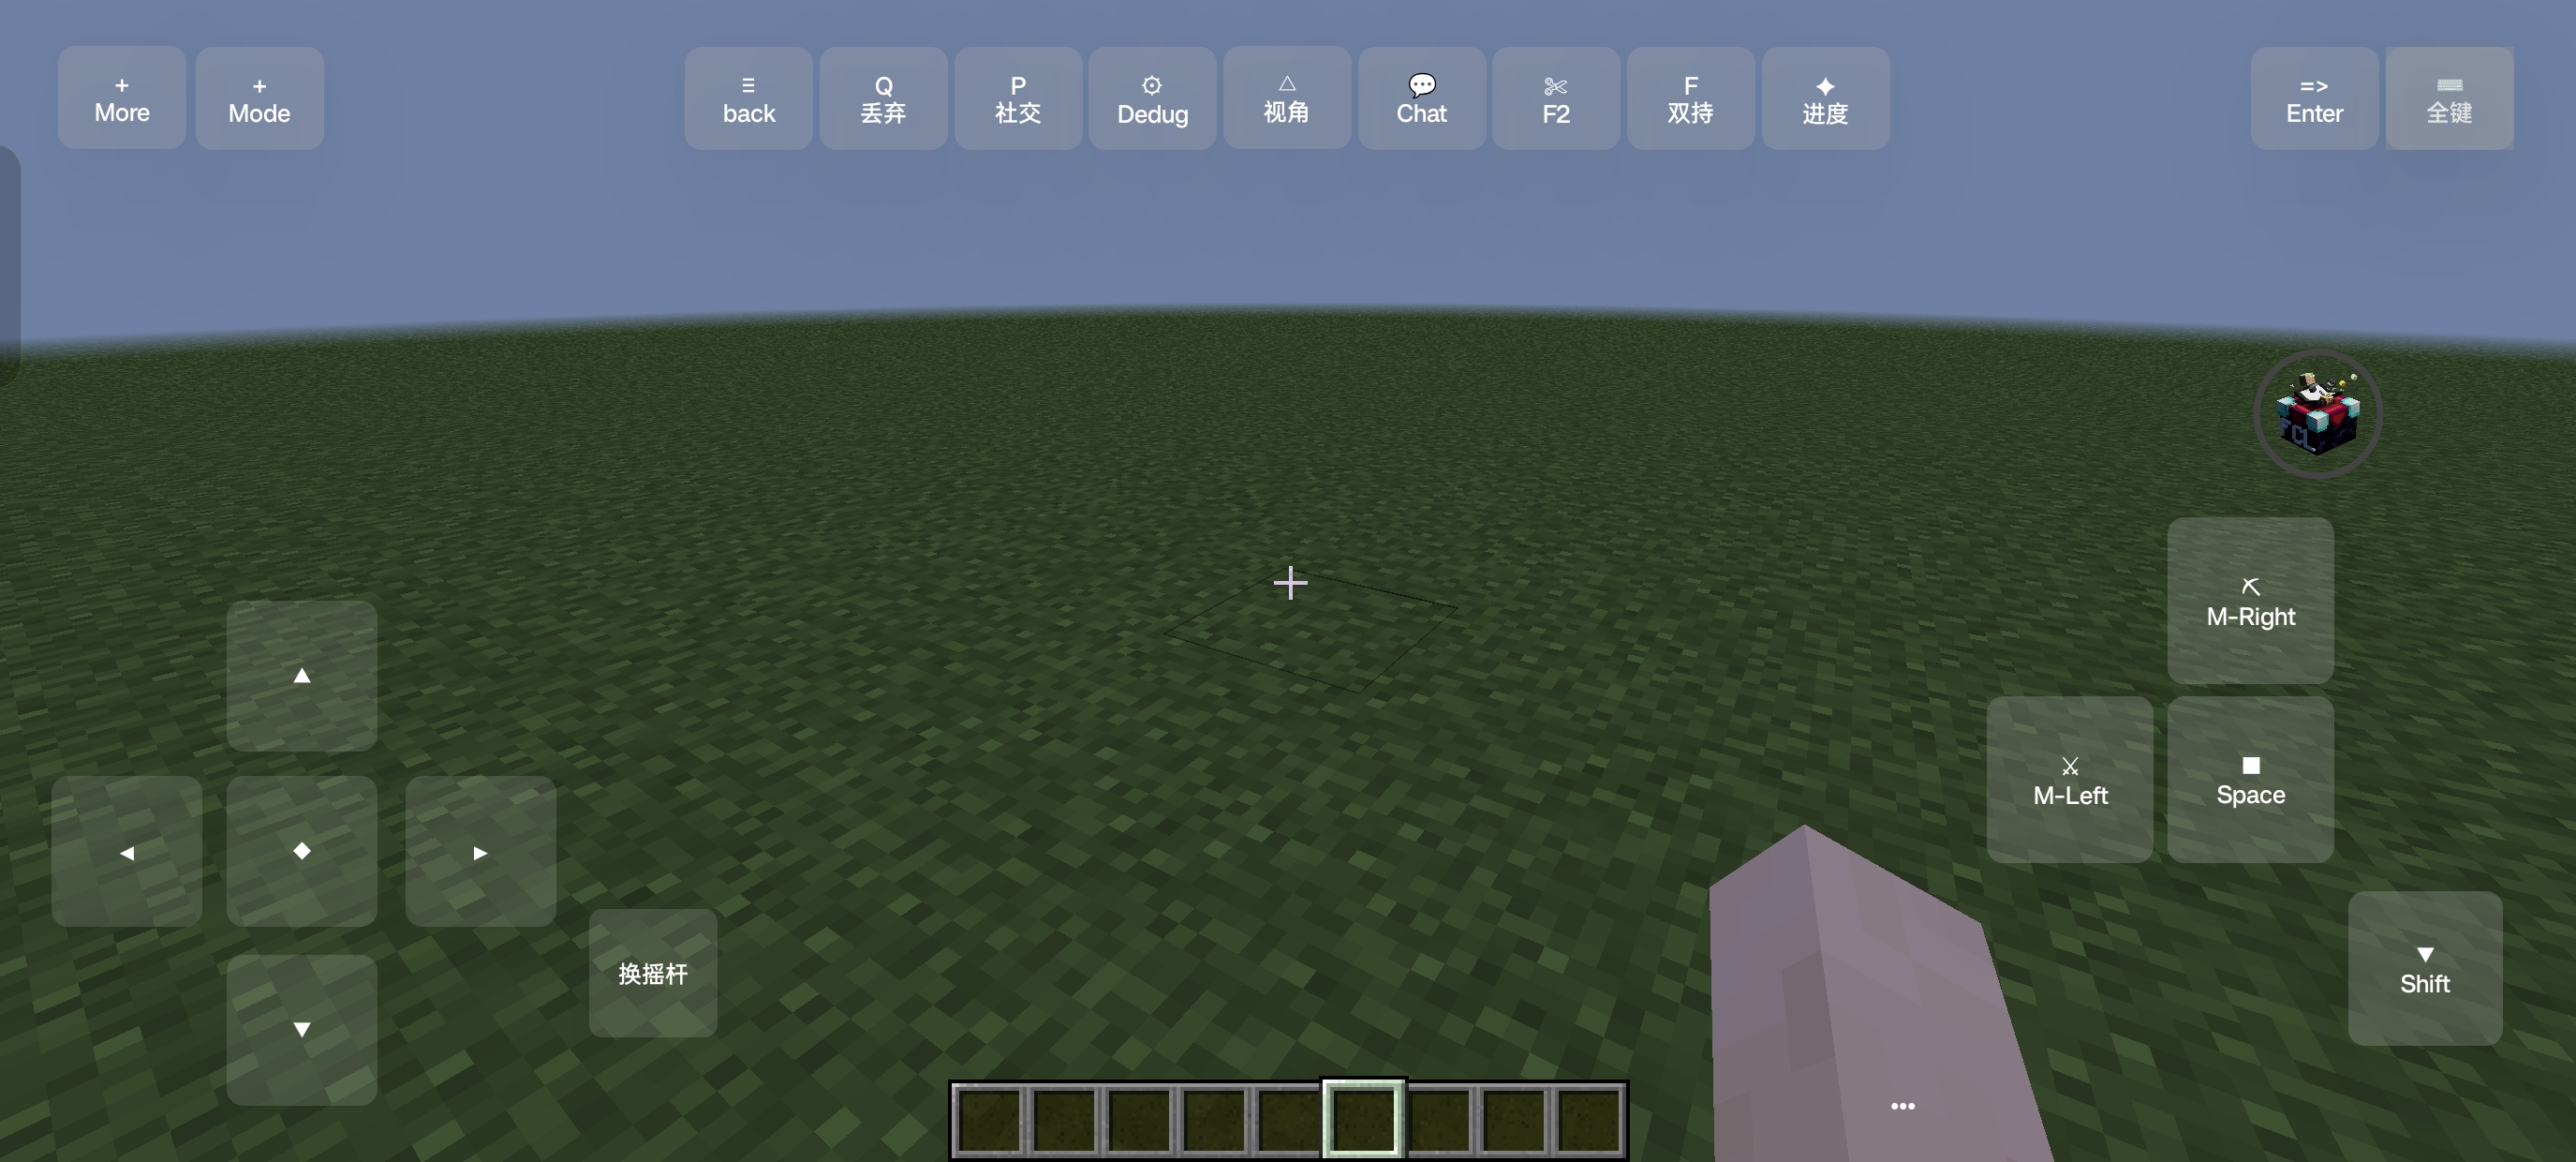 +
More
+
Mode
☰
back
Q
丢弃
P
社交
⚙
Dedug
△
视角
💬
Chat
✄
F2
F
双持
✦
进度
=>
Enter
⌨
全键
FCL
⛏
M-Right
▲
⚔
M-Left
■
Space
◀
◆
▶
换摇杆
▼
Shift
▼
•••